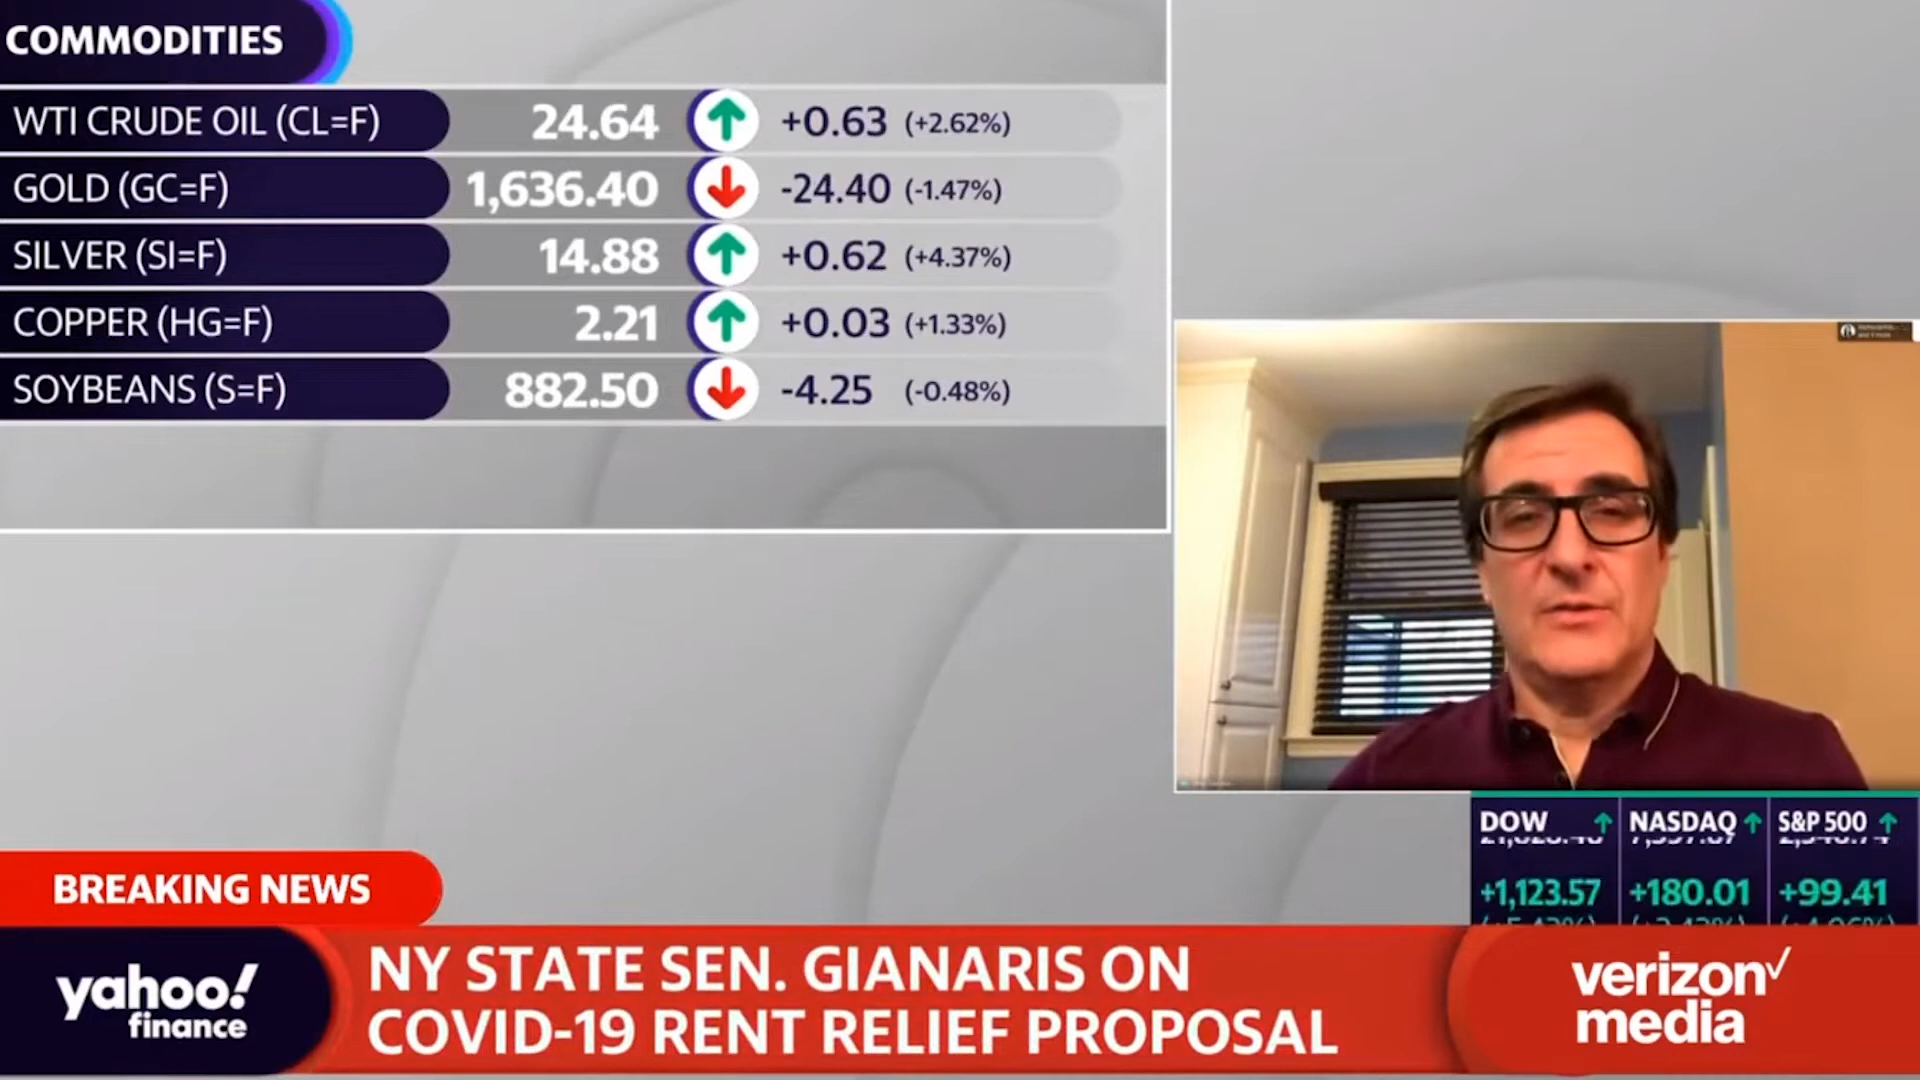 COMMODITIES
WTI CRUDE OIL (CL=F) 24.64 +0.63 (+2.62%)
GOLD (GC=F) 1,636.40 -24.40 (-1.47%)
SILVER (SI=F) 14.88 +0.62 (+4.37%)
COPPER (HG=F) 2.21 +0.03 (+1.33%)
SOYBEANS (S=F) 882.50 -4.25 (-0.48%)
DOW NASDAQ S&P 500
+1,123.57 +180.01 +99.41
BREAKING NEWS
yahoo!
finance
NY STATE SEN. GIANARIS ON
COVID-19 RENT RELIEF PROPOSAL
verizon✓
media